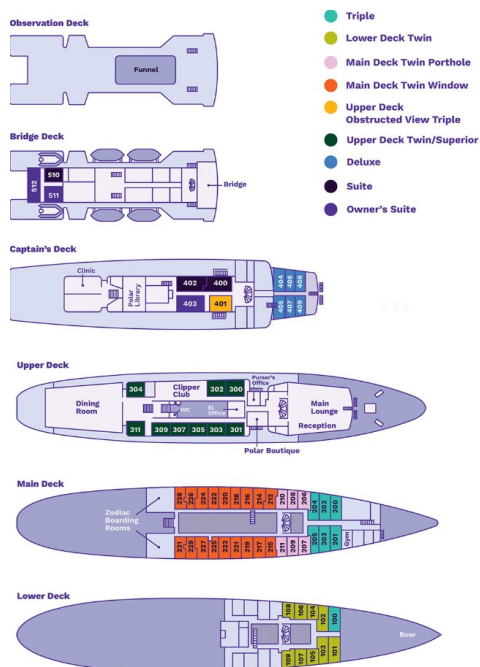 Observation Deck
Funnel
Triple
Lower Deck Twin
Main Deck Twin Porthole
Main Deck Twin Window
Upper Deck
Obstructed View Triple
Upper Deck Twin/Superior
Deluxe
Suite
Owner's Suite
Bridge Deck
512
510
511
Bridge
Captain's Deck
Clinic
Polar
Library
402
400
403
401
404
406
408
405
407
409
Upper Deck
Dining
Room
304
311
Clipper
Club
WC
302
300
309
307
305
303
301
Purser's
Office
EL
Office
Polar Boutique
Main
Lounge
Reception
Main Deck
Zodiac
Boarding
Rooms
228
226
224
222
220
218
216
214
212
210
208
206
204
202
200
231
229
227
225
223
221
219
217
215
211
209
207
205
203
201
Gym
Lower Deck
108
106
104
102
100
109
107
105
103
101
Bow